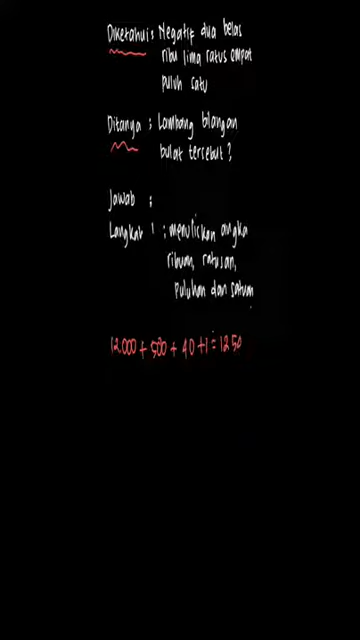 Diketahui : Negatif dua belas
ribu lima ratus empat
puluh satu
Ditanya : Lambang bilangan
bulat tersebut ?
Jawab :
Langkah 1 : menuliskan angka
ribuan, ratusan,
puluhan dan satuan
12.000 + 500 + 40 + 1 = 1250